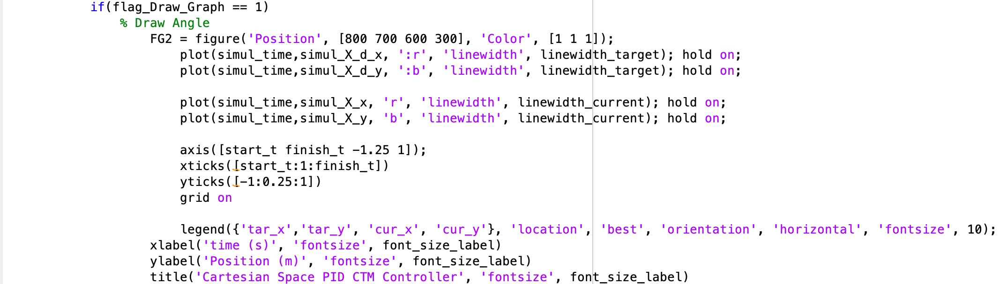 if(flag_Draw_Graph == 1)
% Draw Angle
FG2 = figure('Position', [800 700 600 300], 'Color', [1 1 1]);
plot(simul_time,simul_X_d_x, ':r', 'linewidth', linewidth_target); hold on;
plot(simul_time,simul_X_d_y, ':b', 'linewidth', linewidth_target); hold on;
plot(simul_time,simul_X_x, 'r', 'linewidth', linewidth_current); hold on;
plot(simul_time,simul_X_y, 'b', 'linewidth', linewidth_current); hold on;
axis([start_t finish_t -1.25 1]);
xticks([start_t:1:finish_t])
yticks([-1:0.25:1])
grid on
legend({'tar_x','tar_y', 'cur_x', 'cur_y'}, 'location', 'best', 'orientation', 'horizontal', 'fontsize', 10);
xlabel('time (s)', 'fontsize', font_size_label)
ylabel('Position (m)', 'fontsize', font_size_label)
title('Cartesian Space PID CTM Controller', 'fontsize', font_size_label)